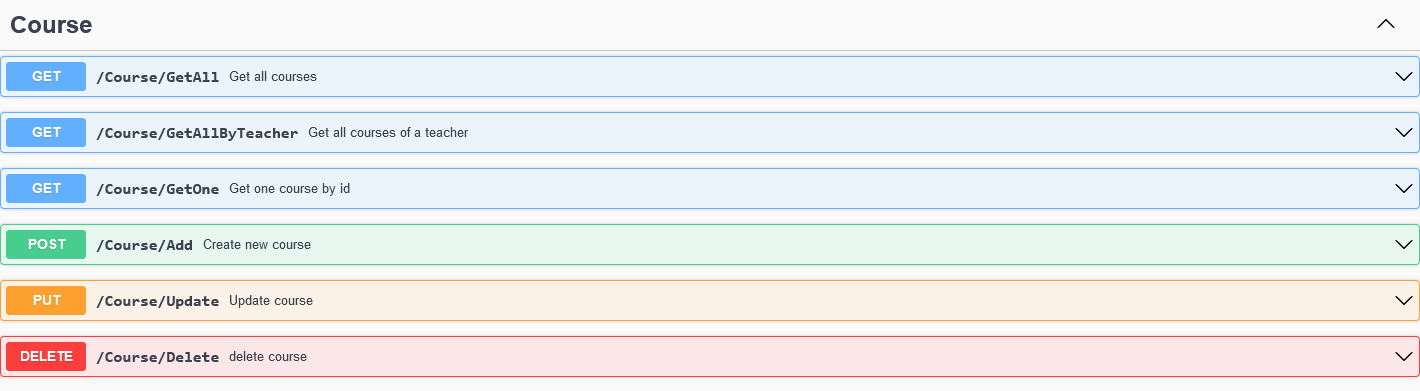 Course
GET /Course/GetAll Get all courses
GET /Course/GetAllByTeacher Get all courses of a teacher
GET /Course/GetOne Get one course by id
POST /Course/Add Create new course
PUT /Course/Update Update course
DELETE /Course/Delete delete course